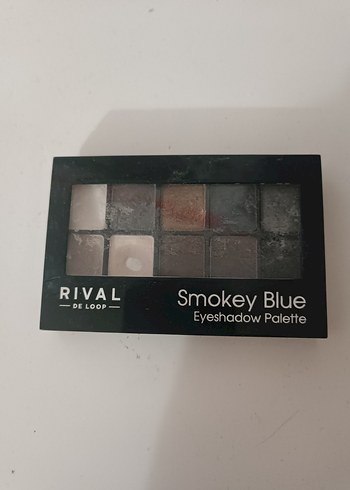 RIVAL
DE LOOP
Smokey Blue
Eyeshadow Palette